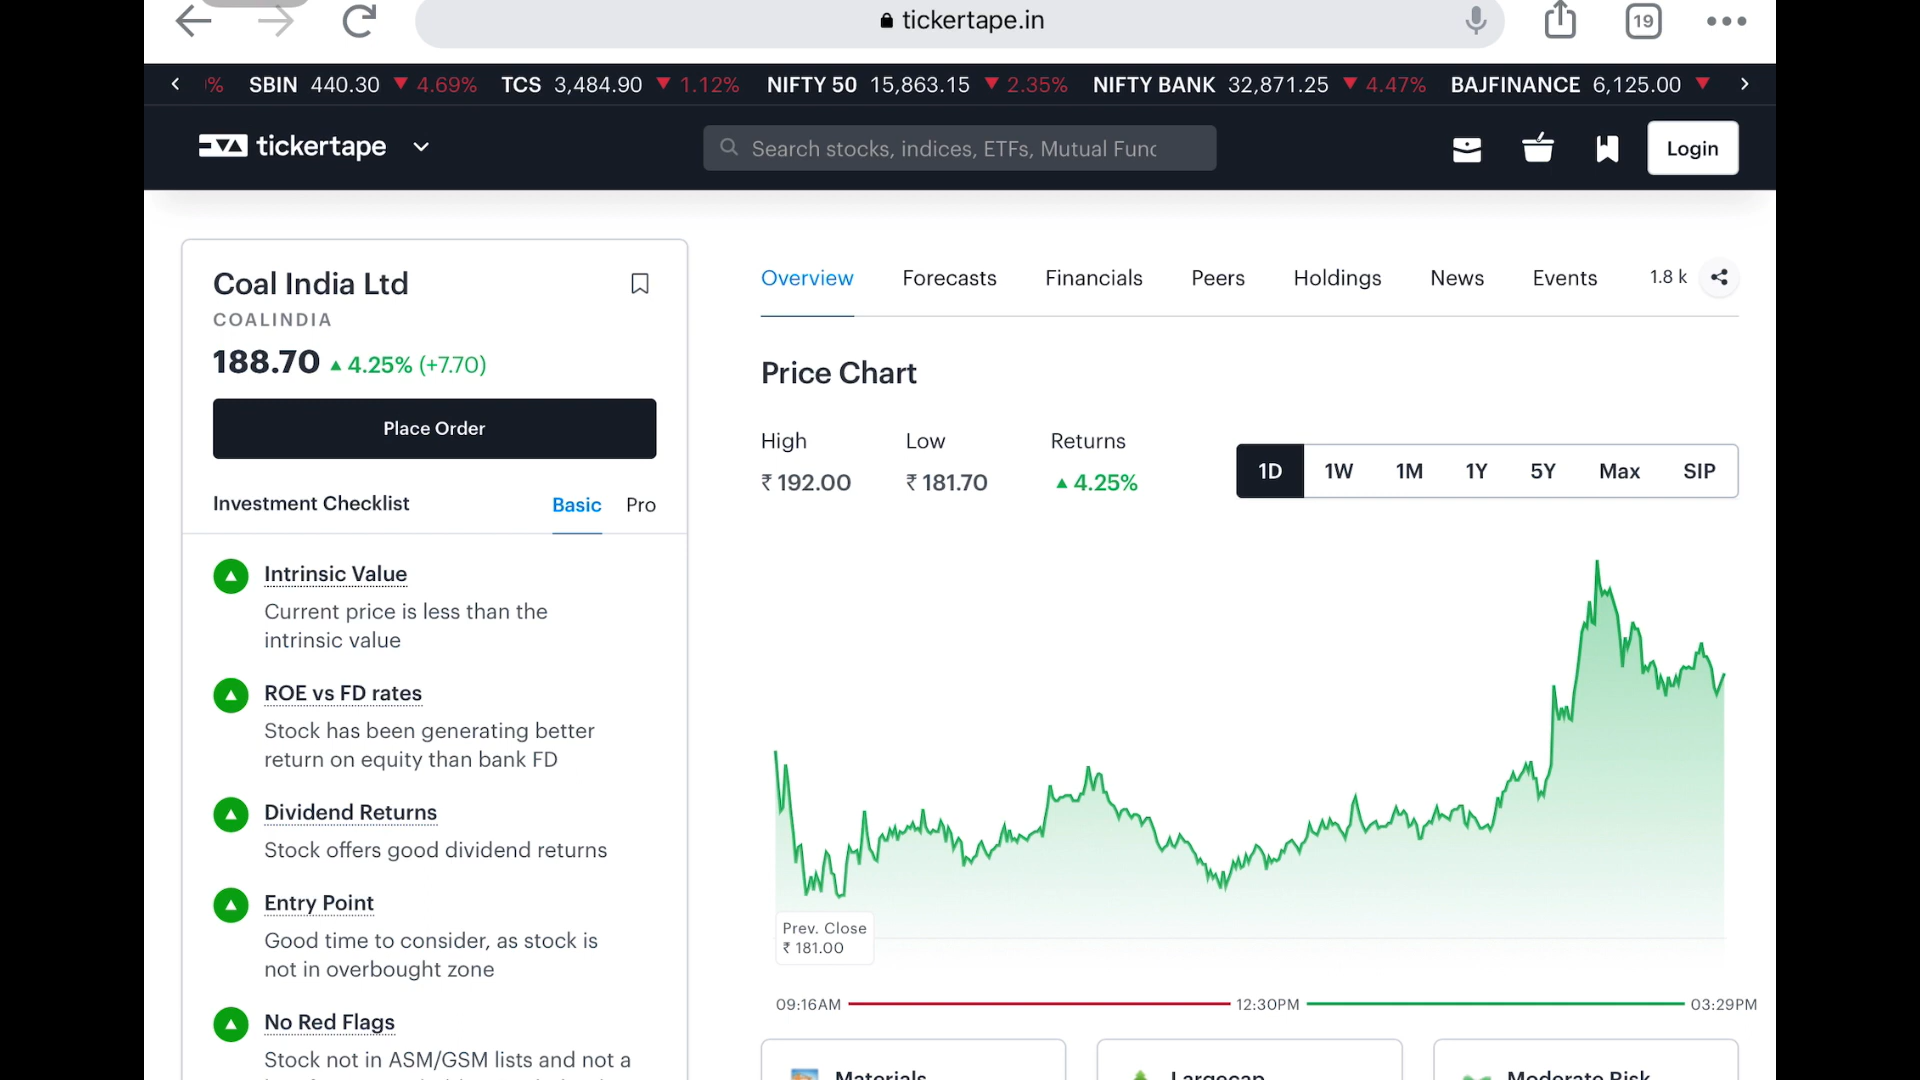 tickertape.in
19
% SBIN 440.30 ▼ 4.69% TCS 3,484.90 ▼ 1.12% NIFTY 50 15,863.15 ▼ 2.35% NIFTY BANK 32,871.25 ▼ 4.47% BAJFINANCE 6,125.00 ▼
tickertape
Search stocks, indices, ETFs, Mutual Func
Login
Coal India Ltd
COALINDIA
188.70 ▲ 4.25% (+7.70)
Place Order
Investment Checklist Basic Pro
Intrinsic Value
Current price is less than the
intrinsic value
ROE vs FD rates
Stock has been generating better
return on equity than bank FD
Dividend Returns
Stock offers good dividend returns
Entry Point
Good time to consider, as stock is
not in overbought zone
No Red Flags
Stock not in ASM/GSM lists and not a
Overview Forecasts Financials Peers Holdings News Events 1.8 k
Price Chart
High Low Returns
₹ 192.00 ₹ 181.70 ▲ 4.25%
1D 1W 1M 1Y 5Y Max SIP
Prev. Close
₹ 181.00
09:16AM 12:30PM 03:29PM
Materials Largecap Moderate Risk